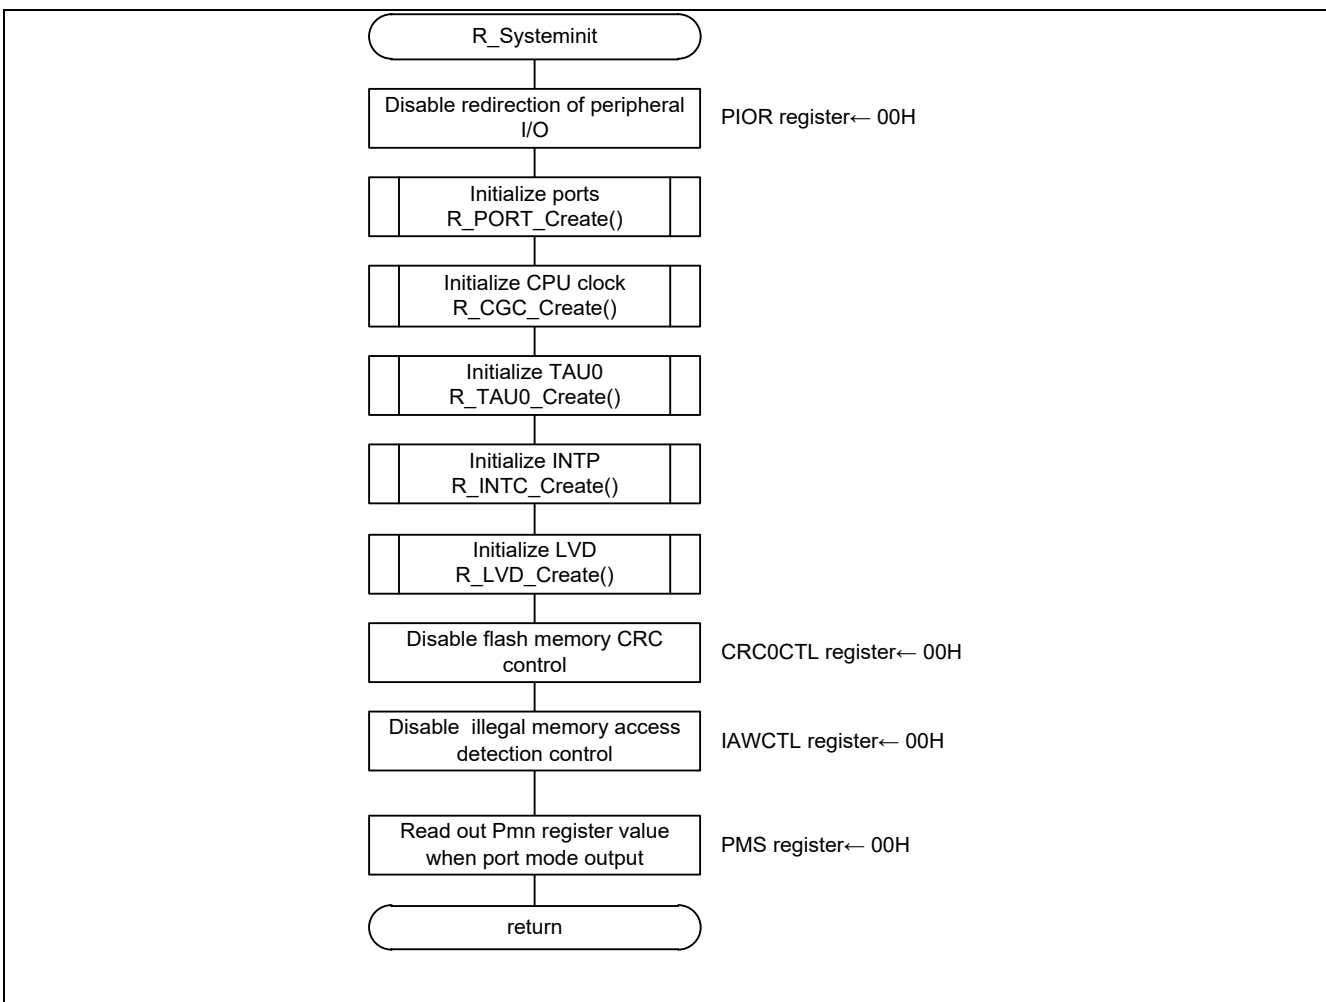 R_Systeminit
Disable redirection of peripheral
I/O
PIOR register← 00H
Initialize ports
R_PORT_Create()
Initialize CPU clock
R_CGC_Create()
Initialize TAU0
R_TAU0_Create()
Initialize INTP
R_INTC_Create()
Initialize LVD
R_LVD_Create()
Disable flash memory CRC
control
CRC0CTL register← 00H
Disable  illegal memory access
detection control
IAWCTL register← 00H
Read out Pmn register value
when port mode output
PMS register← 00H
return